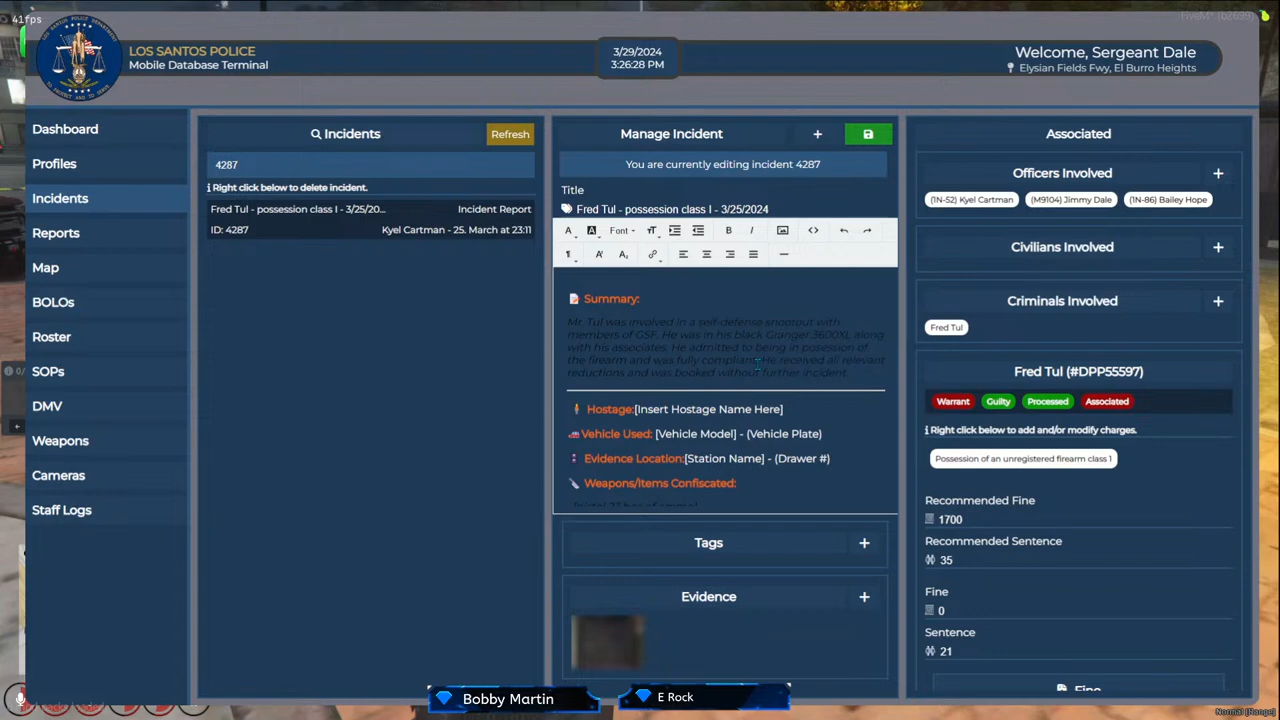 41fps
LOS SANTOS POLICE
Mobile Database Terminal
3/29/2024
3:26:28 PM
Welcome, Sergeant Dale
Elysian Fields Fwy, El Burro Heights
Dashboard
Profiles
Incidents
Reports
Map
BOLOs
Roster
SOPs
DMV
Weapons
Cameras
Staff Logs
Incidents
Refresh
4287
Right click below to delete incident.
Fred Tul - possession class I - 3/25/20...
Incident Report
ID: 4287
Kyel Cartman - 25. March at 23:11
Manage Incident
You are currently editing incident 4287
Title
Fred Tul - possession class I - 3/25/2024
Font
Summary:
Mr. Tul was involved in a self-defense shootout with
members of GSF. He was in his black Granger 3600XL along
with his associates. He admitted to being in posession of
the firearm and was fully compliant. He received all relevant
reductions and was booked without further incident.
Hostage:[Insert Hostage Name Here]
Vehicle Used: [Vehicle Model] - (Vehicle Plate)
Evidence Location:[Station Name] - (Drawer #)
Weapons/Items Confiscated:
Tags
Evidence
Associated
Officers Involved
(1N-52) Kyel Cartman
(M9104) Jimmy Dale
(1N-86) Bailey Hope
Civilians Involved
Criminals Involved
Fred Tul
Fred Tul (#DPP55597)
Warrant
Guilty
Processed
Associated
Right click below to add and/or modify charges.
Possession of an unregistered firearm class 1
Recommended Fine
1700
Recommended Sentence
35
Fine
0
Sentence
21
Fine
Bobby Martin
E Rock
Normal [Range]